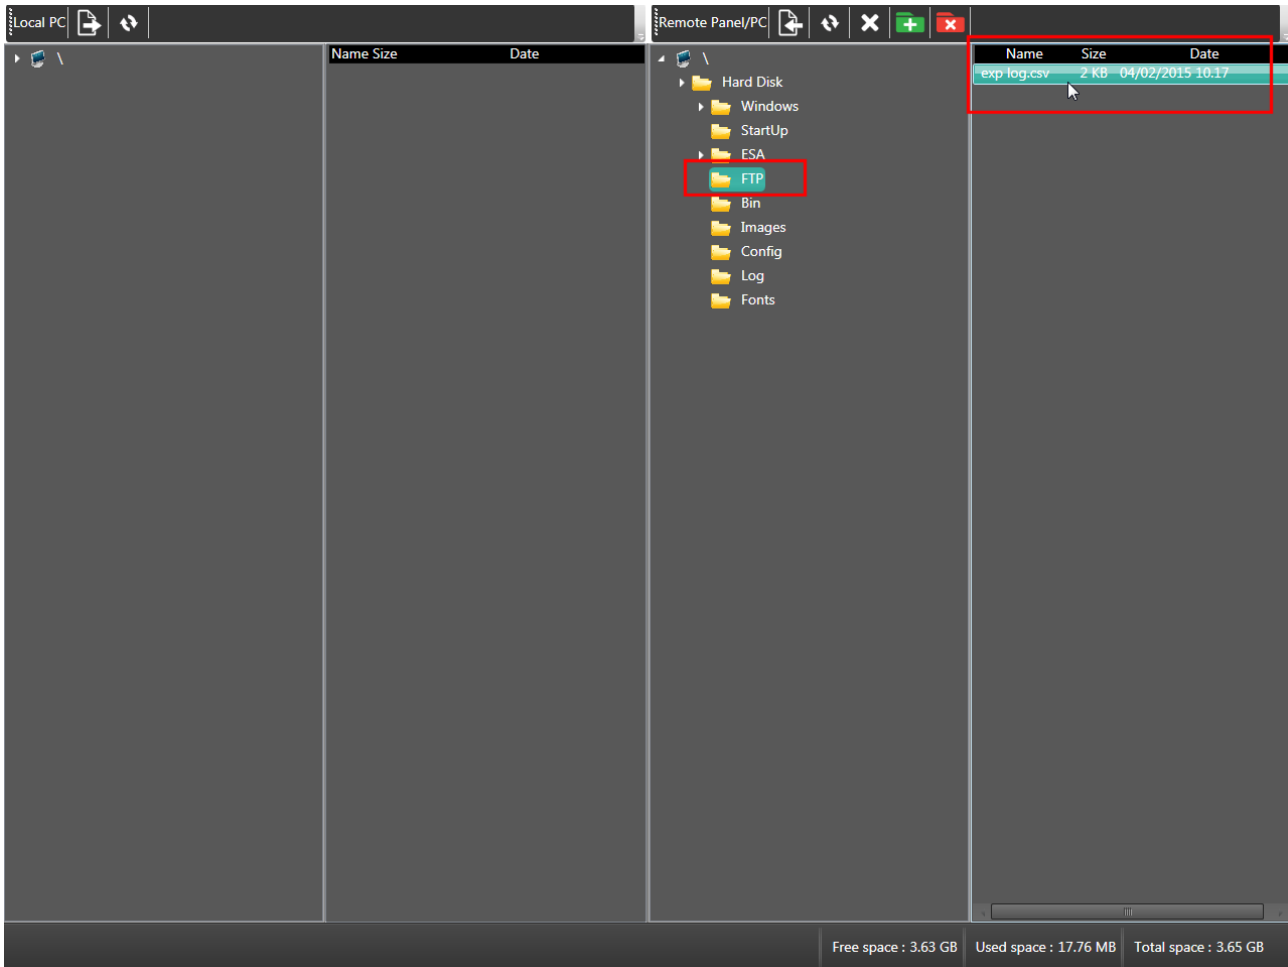 Local PC
Remote Panel/PC
Name Size Date
\
\
Hard Disk
Windows
StartUp
ESA
FTP
Bin
Images
Config
Log
Fonts
Name Size Date
exp log.csv 2 KB 04/02/2015 10.17
Free space : 3.63 GB Used space : 17.76 MB Total space : 3.65 GB